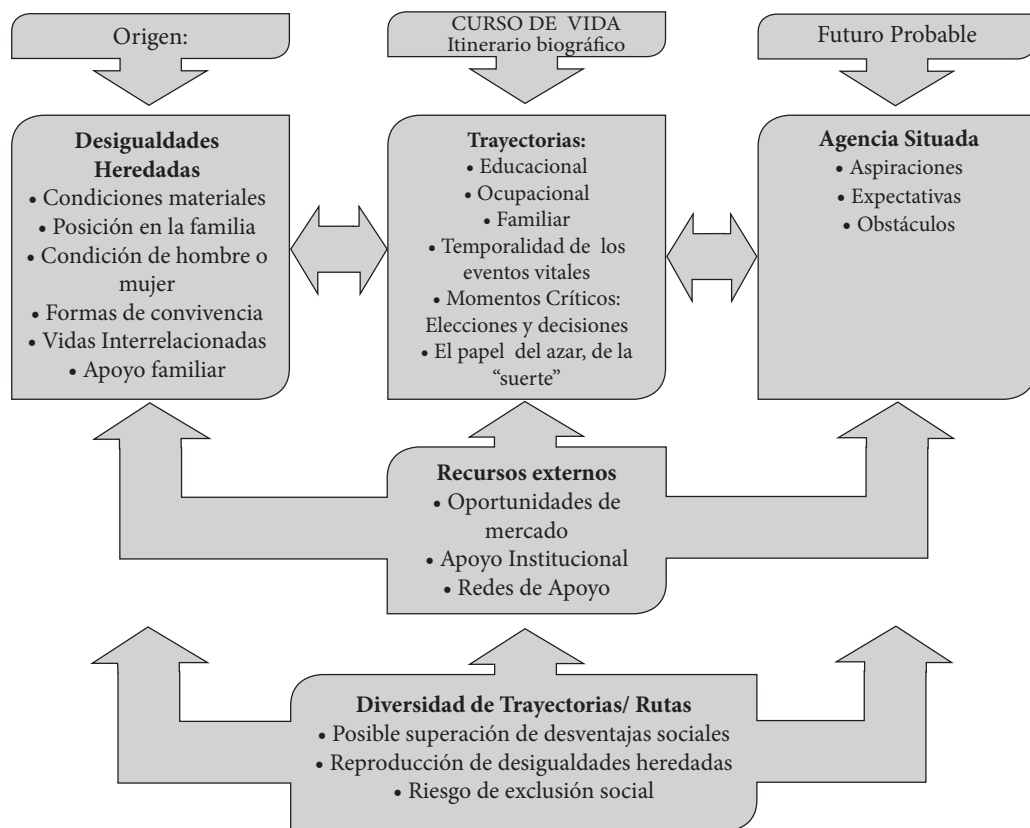 Origen:
CURSO DE VIDA
Itinerario biográfico
Futuro Probable
Desigualdades
Heredadas
• Condiciones materiales
• Posición en la familia
• Condición de hombre o
mujer
• Formas de convivencia
• Vidas Interrelacionadas
• Apoyo familiar
Trayectorias:
• Educacional
• Ocupacional
• Familiar
• Temporalidad de los
eventos vitales
• Momentos Críticos:
Elecciones y decisiones
• El papel del azar, de la
“suerte”
Agencia Situada
• Aspiraciones
• Expectativas
• Obstáculos
Recursos externos
• Oportunidades de
mercado
• Apoyo Institucional
• Redes de Apoyo
Diversidad de Trayectorias/ Rutas
• Posible superación de desventajas sociales
• Reproducción de desigualdades heredadas
• Riesgo de exclusión social